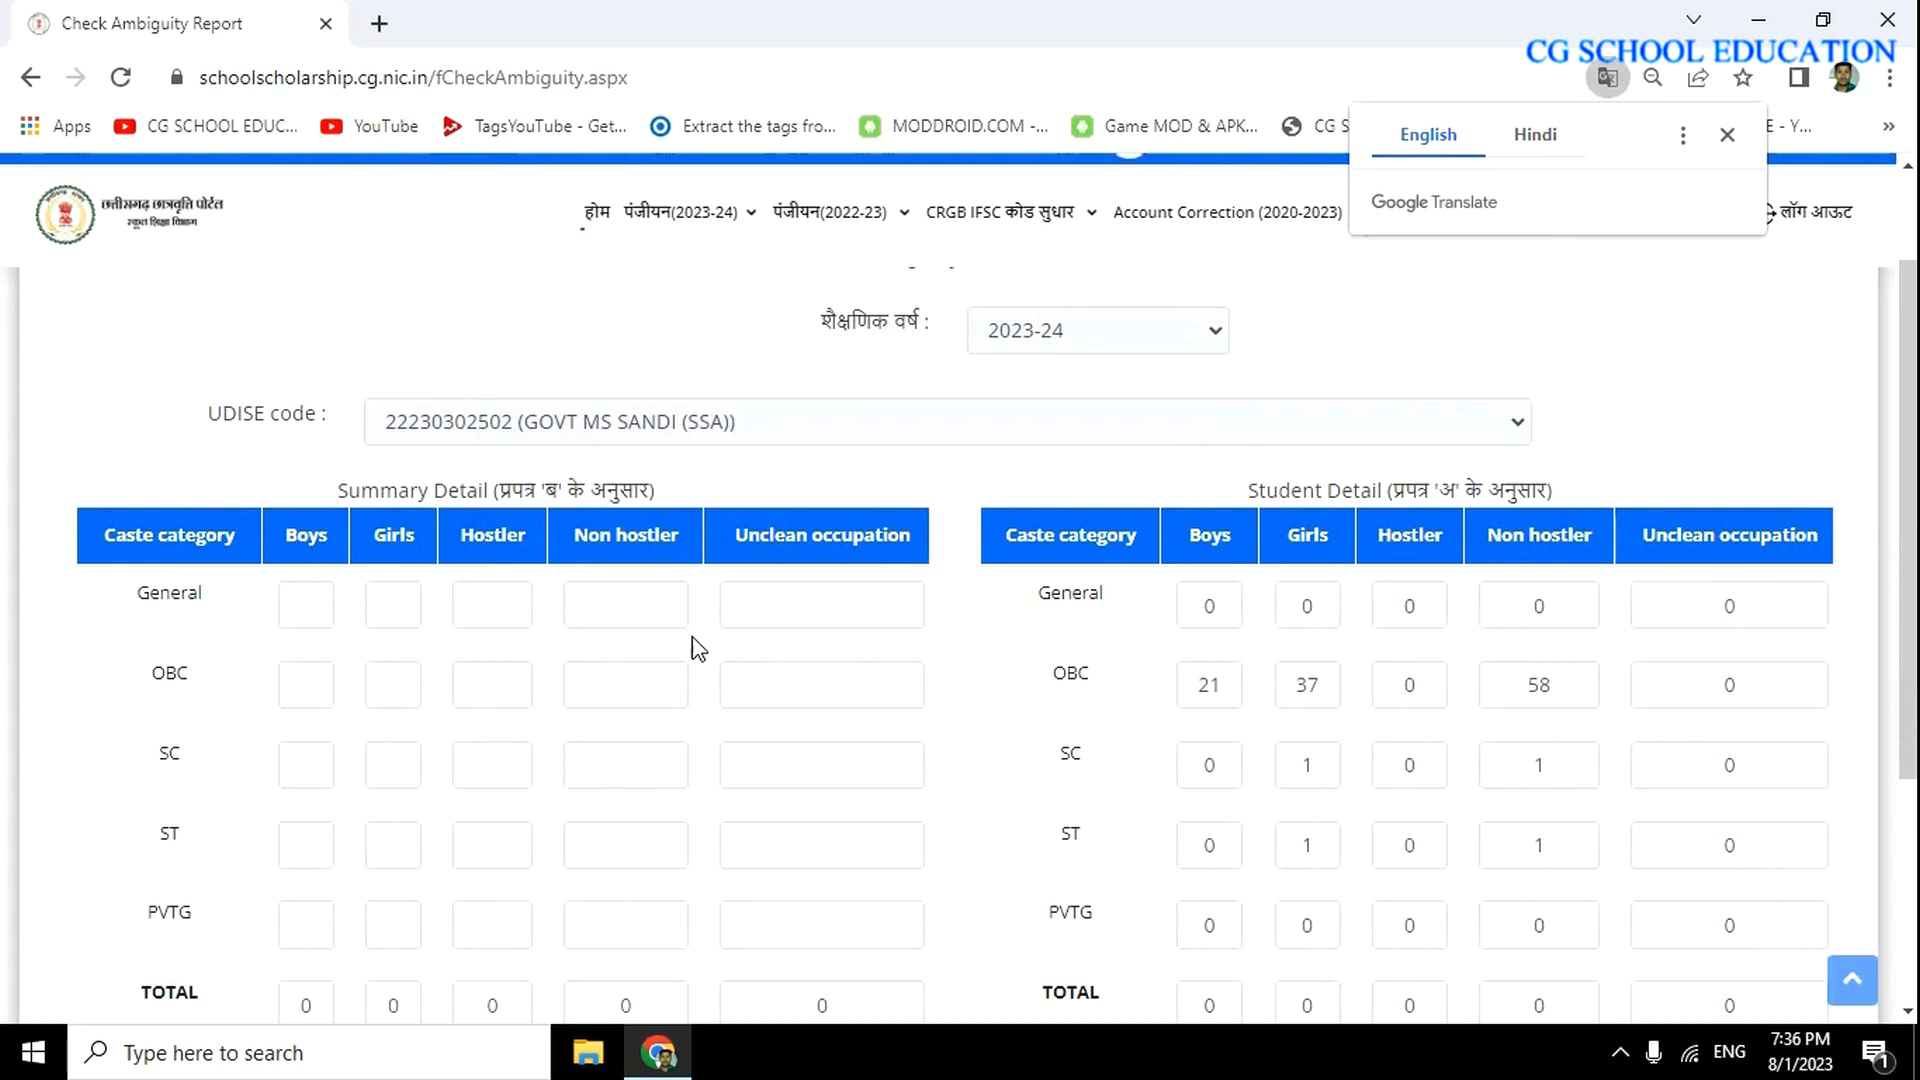 Check Ambiguity Report
CG SCHOOL EDUCATION
schoolscholarship.cg.nic.in/fCheckAmbiguity.aspx
Apps CG SCHOOL EDUC... YouTube TagsYouTube - Get... Extract the tags fro... MODDROID.COM -... Game MOD & APK... CG S E - Y... »
English Hindi
Google Translate
छत्तीसगढ़ छात्रवृत्ति पोर्टल
स्कूल शिक्षा विभाग
होम पंजीयन(2023-24) पंजीयन(2022-23) CRGB IFSC कोड सुधार Account Correction (2020-2023) लॉग आऊट
शैक्षणिक वर्ष : 2023-24
UDISE code : 22230302502 (GOVT MS SANDI (SSA))
Summary Detail (प्रपत्र 'ब' के अनुसार) Student Detail (प्रपत्र 'अ' के अनुसार)
Caste category Boys Girls Hostler Non hostler Unclean occupation Caste category Boys Girls Hostler Non hostler Unclean occupation
General General 0 0 0 0 0
OBC OBC 21 37 0 58 0
SC SC 0 1 0 1 0
ST ST 0 1 0 1 0
PVTG PVTG 0 0 0 0 0
TOTAL 0 0 0 0 0 TOTAL 0 0 0 0 0
Type here to search
ENG
7:36 PM
8/1/2023
1